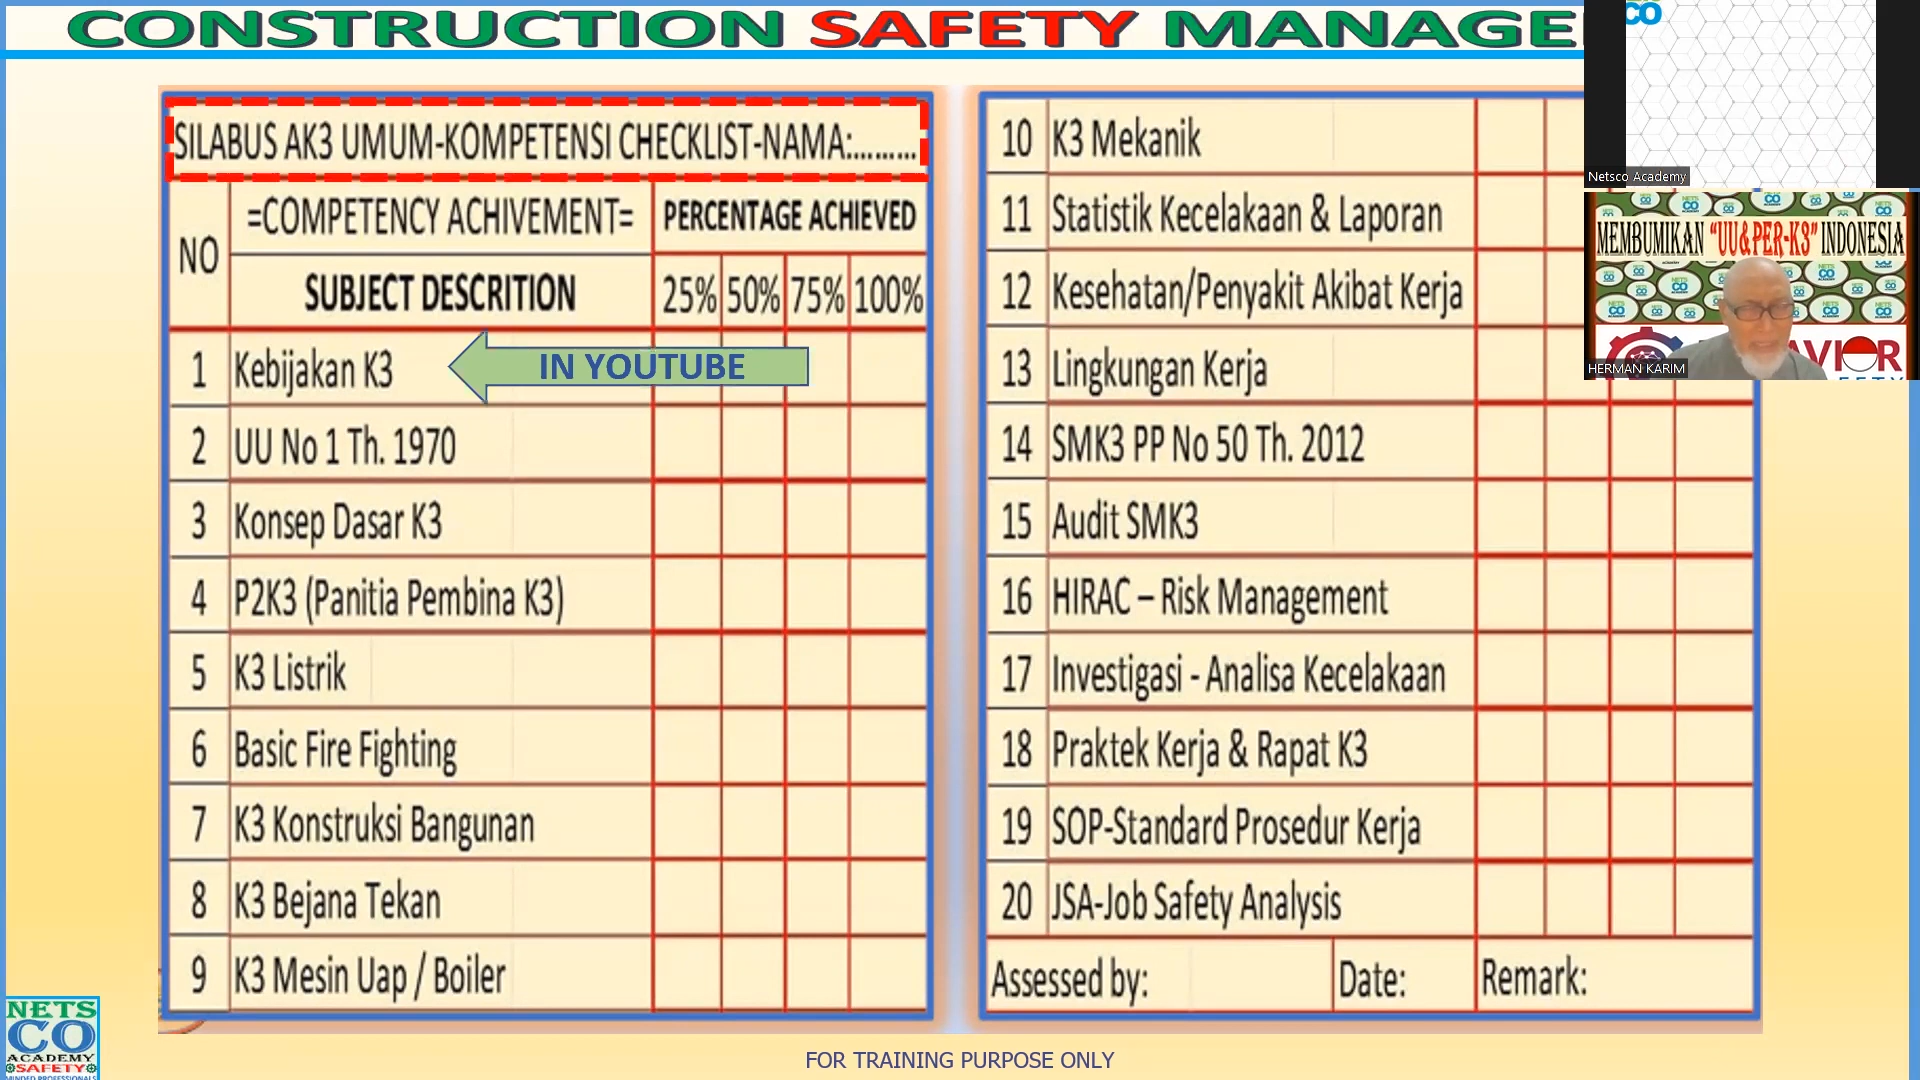 CONSTRUCTION SAFETY MANAGE
SILABUS AK3 UMUM-KOMPETENSI CHECKLIST-NAMA:.........
NO
=COMPETENCY ACHIVEMENT=
PERCENTAGE ACHIEVED
SUBJECT DESCRITION
25% 50% 75% 100%
1 Kebijakan K3
IN YOUTUBE
2 UU No 1 Th. 1970
3 Konsep Dasar K3
4 P2K3 (Panitia Pembina K3)
5 K3 Listrik
6 Basic Fire Fighting
7 K3 Konstruksi Bangunan
8 K3 Bejana Tekan
9 K3 Mesin Uap / Boiler
10 K3 Mekanik
11 Statistik Kecelakaan & Laporan
12 Kesehatan/Penyakit Akibat Kerja
13 Lingkungan Kerja
14 SMK3 PP No 50 Th. 2012
15 Audit SMK3
16 HIRAC – Risk Management
17 Investigasi - Analisa Kecelakaan
18 Praktek Kerja & Rapat K3
19 SOP-Standard Prosedur Kerja
20 JSA-Job Safety Analysis
Assessed by: Date: Remark:
CO
Netsco Academy
MEMBUMIKAN “UU&PER-K3” INDONESIA
HERMAN KARIM
NETS
CO
ACADEMY
SAFETY
MINDED PROFESSIONALS
FOR TRAINING PURPOSE ONLY